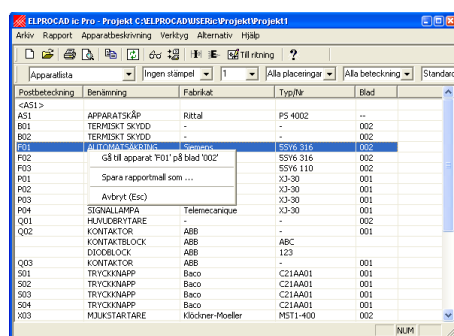 ELPROCAD ic Pro - Projekt C:\ELPROCAD\USERic\Projekt\Projekt1
Arkiv Rapport Apparatbeskrivning Verktyg Alternativ Hjälp
Till ritning ?
Apparatlista Ingen stämpel 1 Alla placeringar Alla beteckning Standard
Postbeteckning Benämning Fabrikat Typ/Nr Blad
<AS1>
AS1 APPARATSKÅP Rittal PS 4002 --
B01 TERMISKT SKYDD - - 002
B02 TERMISKT SKYDD - - 002
F01 AUTOMATSÄKRING Siemens 5SY6 316 002
F02 5SY6 316 002
F03 5SY6 110 002
P01 XJ-30 001
P02 XJ-30 001
P03 XJ-30 001
Gå till apparat 'F01' på blad '002'
Spara rapportmall som ...
Avbryt (Esc)
P04 SIGNALLAMPA Telemecanique XJ-30 001
Q01 HUVUDBRYTARE - - 002
Q02 KONTAKTOR ABB - 001
KONTAKTBLOCK ABB ABC
DIODBLOCK ABB 123
Q03 KONTAKTOR ABB - 001
S01 TRYCKKNAPP Baco C21AA01 001
S02 TRYCKKNAPP Baco C21AA01 001
S03 TRYCKKNAPP Baco C21AA01 001
S04 TRYCKKNAPP Baco C21AA01 001
X03 MJUKSTARTARE Klöckner-Moeller MST1-400 002
NUM